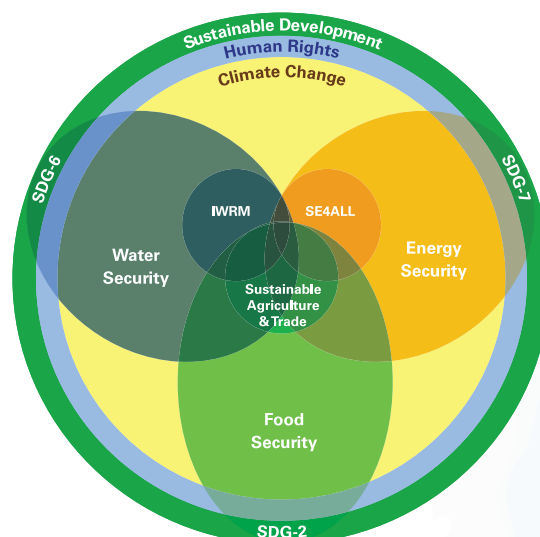 Sustainable Development
Human Rights
Climate Change
SDG-6
SDG-7
IWRM
SE4ALL
Water
Security
Energy
Security
Sustainable
Agriculture
& Trade
Food
Security
SDG-2